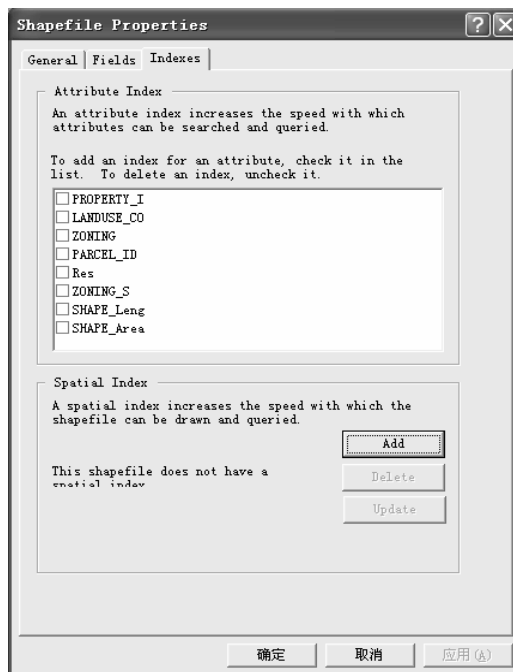 Shapefile Properties
General Fields Indexes
Attribute Index
An attribute index increases the speed with which
attributes can be searched and queried.
To add an index for an attribute, check it in the
list. To delete an index, uncheck it.
PROPERTY_I
LANDUSE_CO
ZONING
PARCEL_ID
Res
ZONING_S
SHAPE_Leng
SHAPE_Area
Spatial Index
A spatial index increases the speed with which the
shapefile can be drawn and queried.
Add
This shapefile does not have a
spatial index
Delete
Update
确定 取消 应用(A)